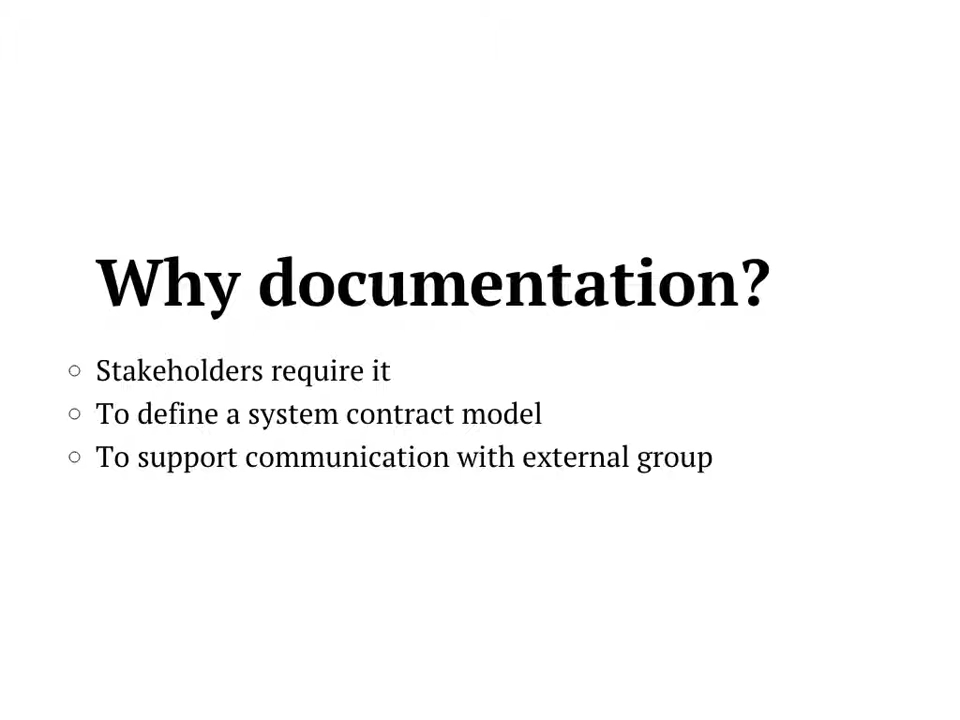 Why documentation?
Stakeholders require it
To define a system contract model
To support communication with external group